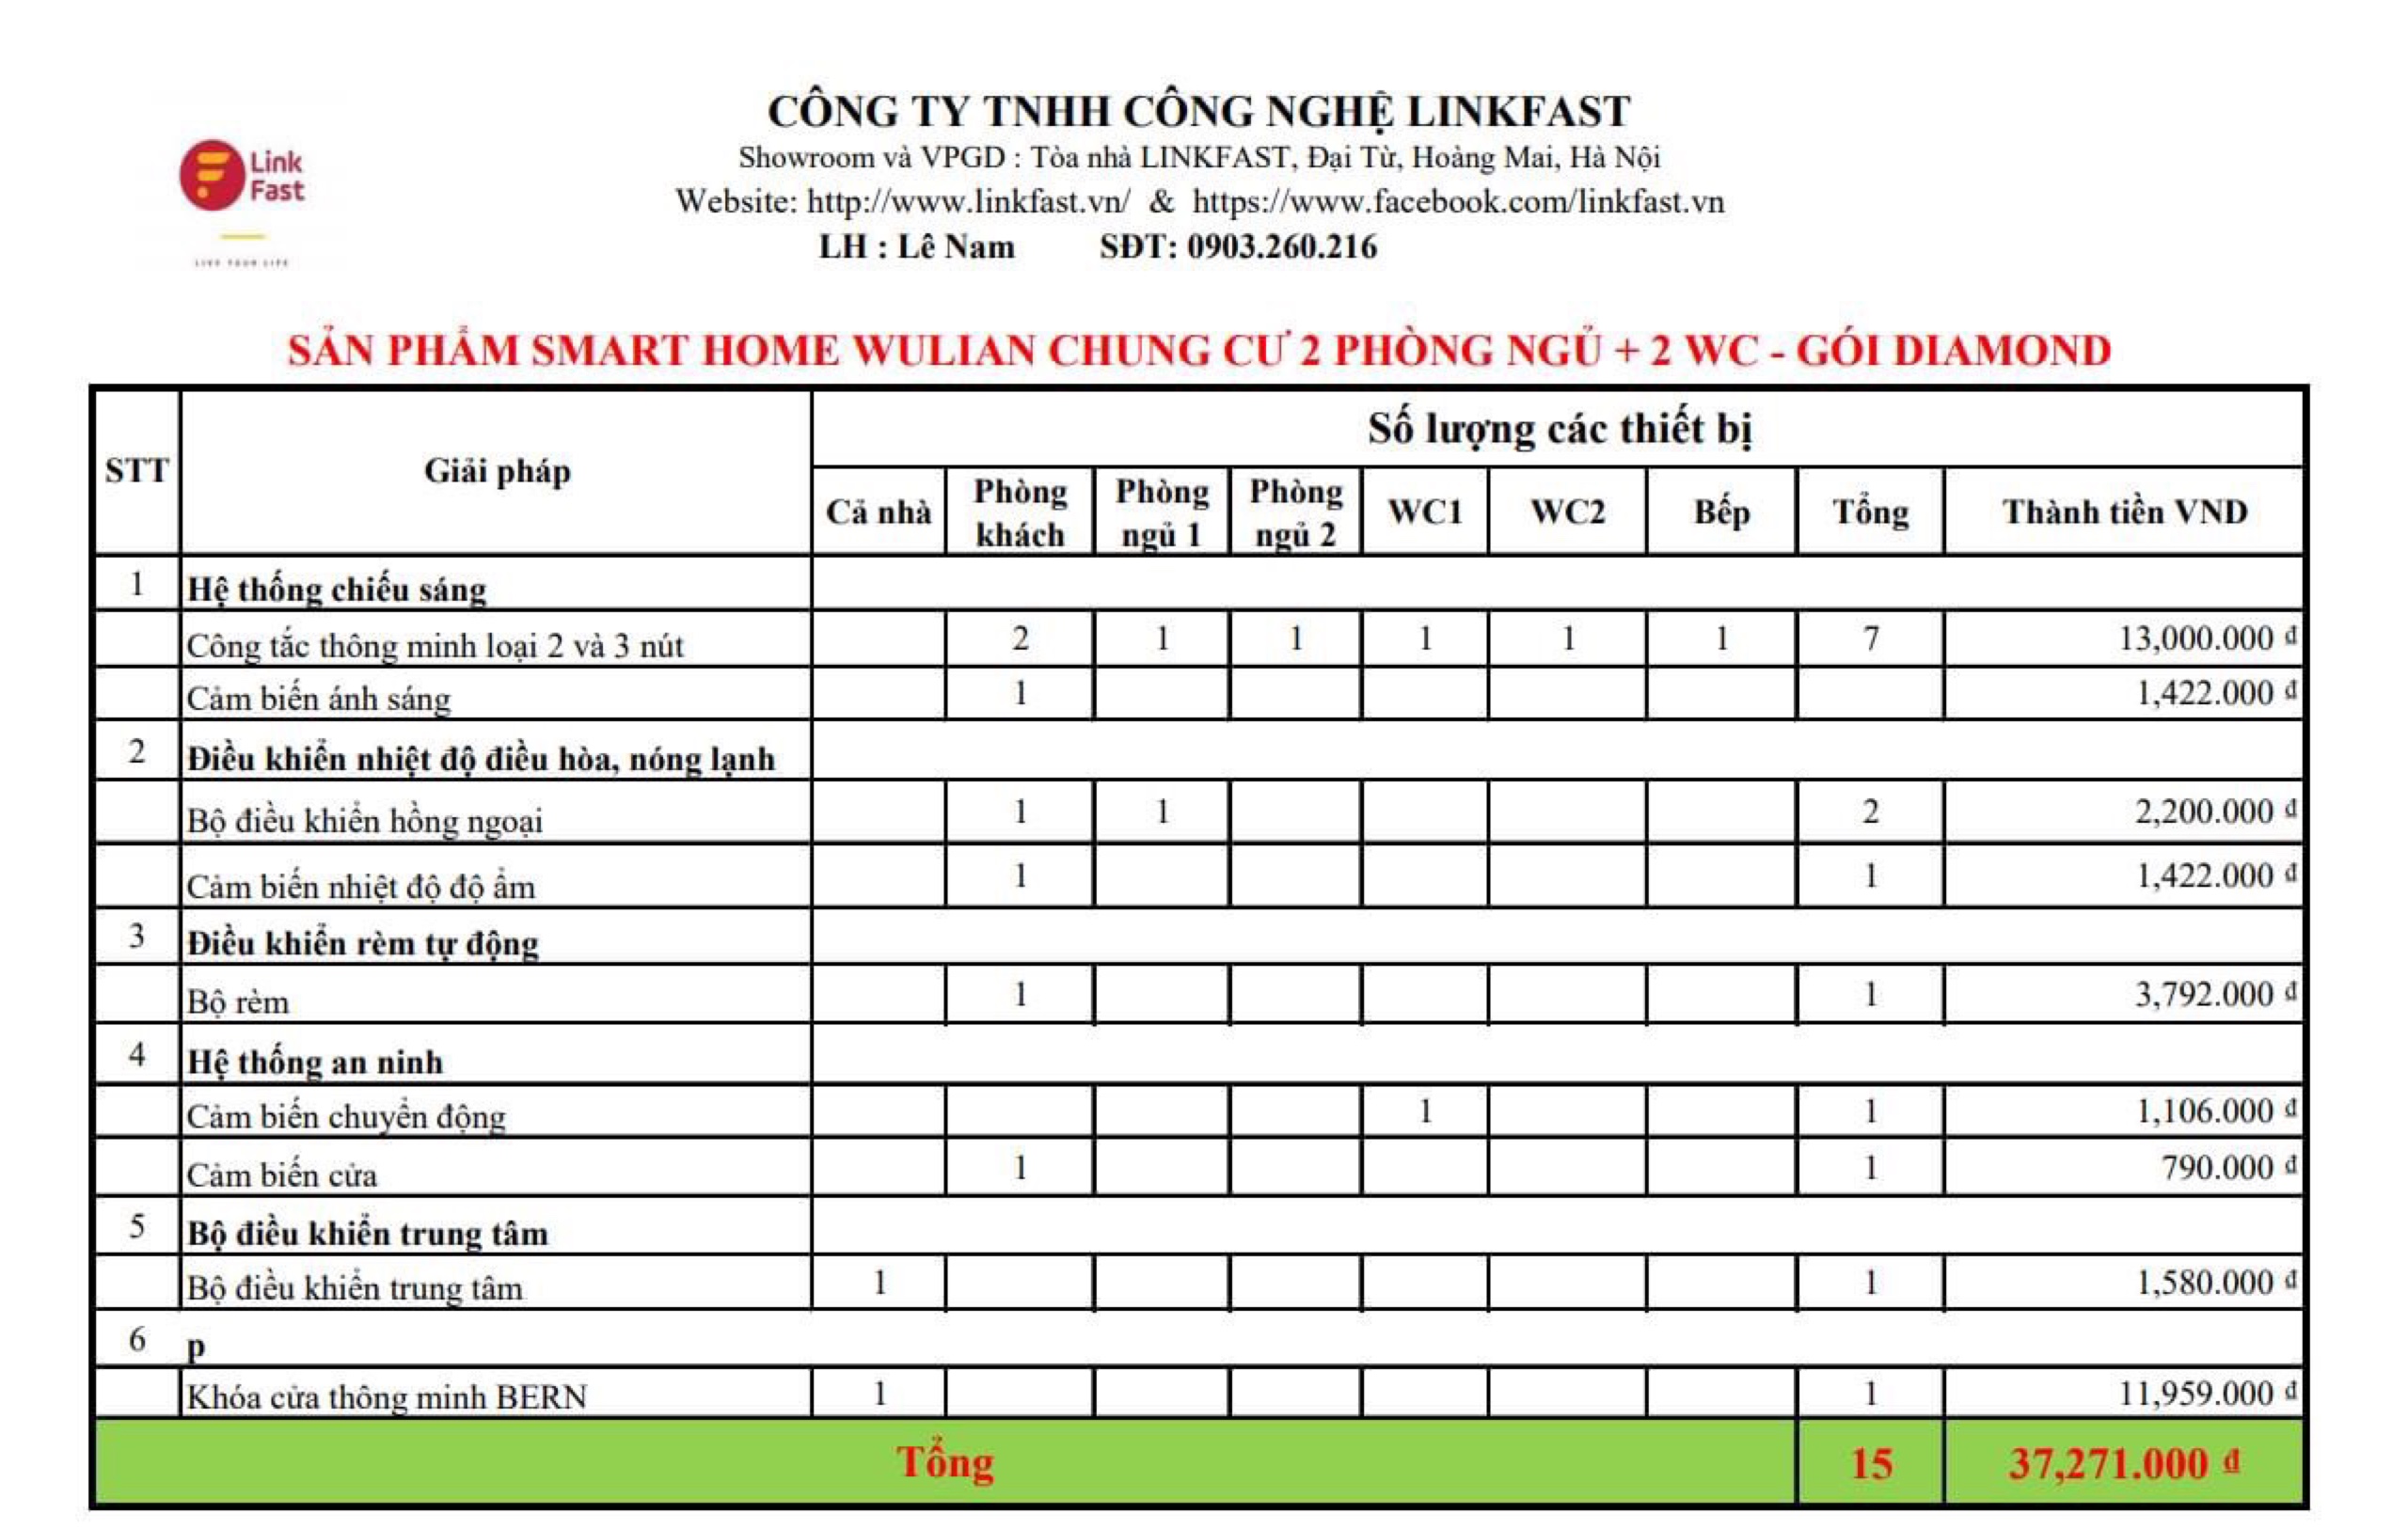 Link
Fast
LIVE YOUR LIFE
CÔNG TY TNHH CÔNG NGHỆ LINKFAST
Showroom và VPGD : Tòa nhà LINKFAST, Đại Từ, Hoàng Mai, Hà Nội
Website: http://www.linkfast.vn/ & https://www.facebook.com/linkfast.vn
LH : Lê Nam SĐT: 0903.260.216
SẢN PHẨM SMART HOME WULIAN CHUNG CƯ 2 PHÒNG NGỦ + 2 WC - GÓI DIAMOND
STT Giải pháp Số lượng các thiết bị
Cả nhà Phòng khách Phòng ngủ 1 Phòng ngủ 2 WC1 WC2 Bếp Tổng Thành tiền VND
1 Hệ thống chiếu sáng
Công tắc thông minh loại 2 và 3 nút 2 1 1 1 1 1 7 13,000.000 đ
Cảm biến ánh sáng 1 1,422.000 đ
2 Điều khiển nhiệt độ điều hòa, nóng lạnh
Bộ điều khiển hồng ngoại 1 1 2 2,200.000 đ
Cảm biến nhiệt độ độ ẩm 1 1 1,422.000 đ
3 Điều khiển rèm tự động
Bộ rèm 1 1 3,792.000 đ
4 Hệ thống an ninh
Cảm biến chuyển động 1 1 1,106.000 đ
Cảm biến cửa 1 1 790.000 đ
5 Bộ điều khiển trung tâm
Bộ điều khiển trung tâm 1 1 1,580.000 đ
6 p
Khóa cửa thông minh BERN 1 1 11,959.000 đ
Tổng 15 37,271.000 đ